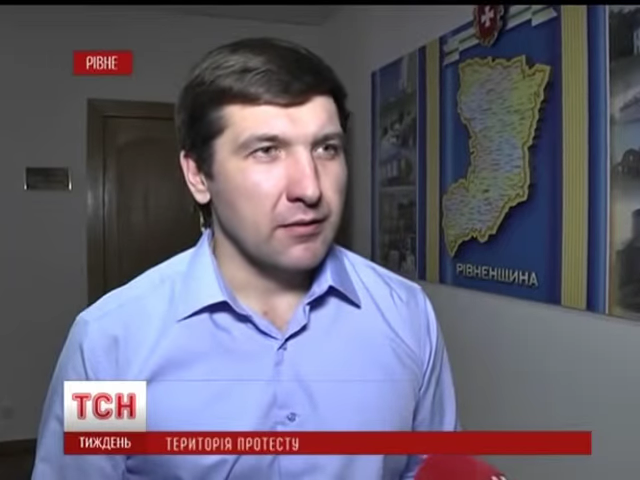 РІВНЕ
РІВНЕНЩИНА
ТСН
ТИЖДЕНЬ
ТЕРИТОРІЯ ПРОТЕСТУ